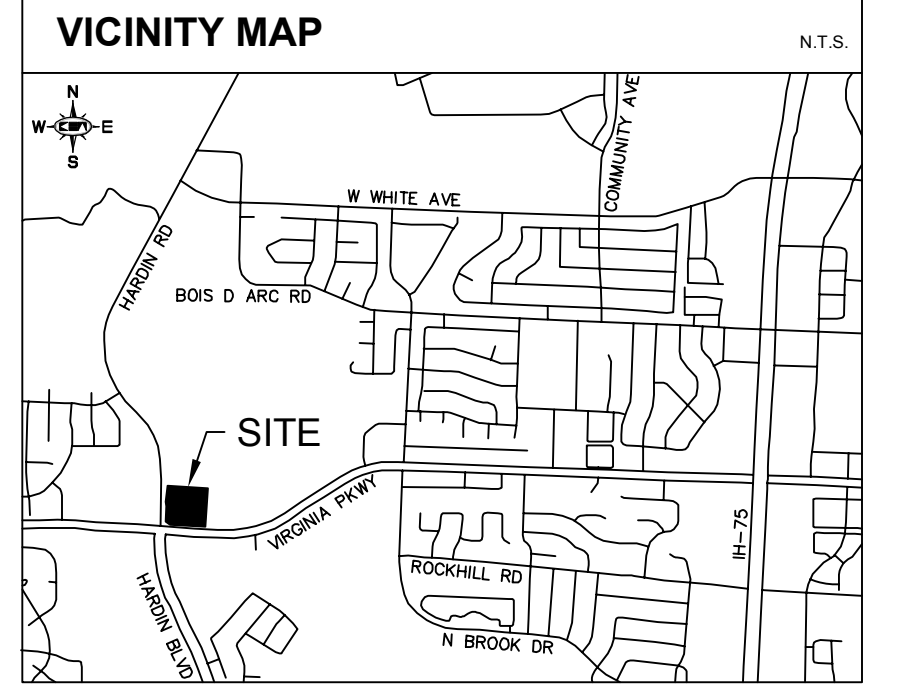 VICINITY MAP
N.T.S.
N
W E
S
COMMUNITY AVE
W WHITE AVE
HARDIN RD
BOIS D ARC RD
SITE
VIRGINIA PKWY
IH-75
ROCKHILL RD
HARDIN BLVD
N BROOK DR